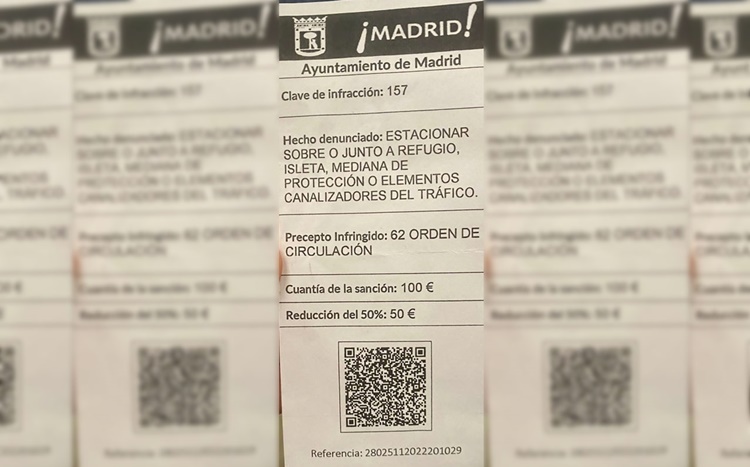 ¡MADRID!
Ayuntamiento de Madrid
Clave de infracción: 157
Hecho denunciado: ESTACIONAR
SOBRE O JUNTO A REFUGIO,
ISLETA, MEDIANA DE
PROTECCIÓN O ELEMENTOS
CANALIZADORES DEL TRÁFICO.
Precepto Infringido: 62 ORDEN DE
CIRCULACIÓN
Cuantía de la sanción: 100 €
Reducción del 50%: 50 €
Referencia: 28025112022201029